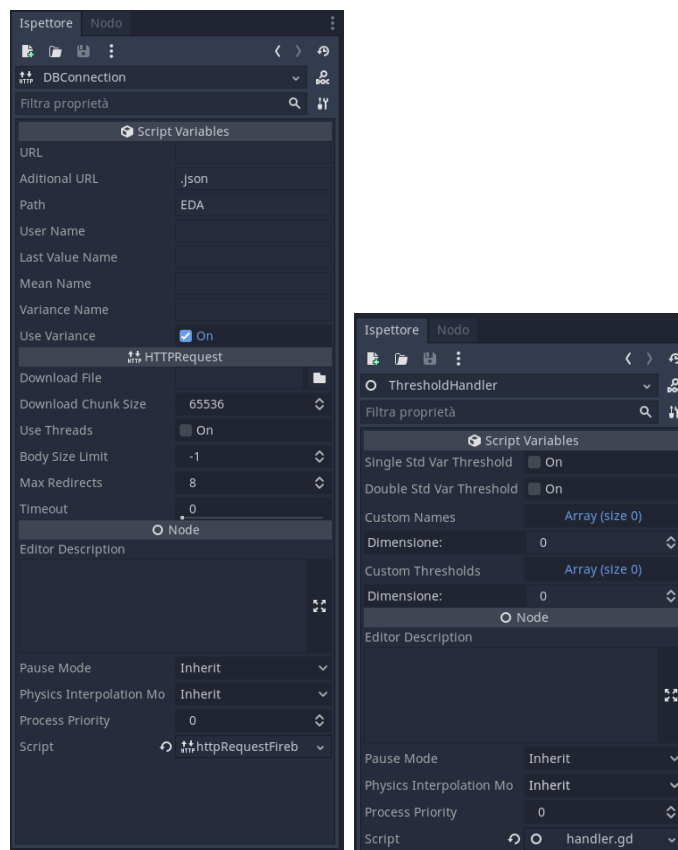 Ispettore Nodo
DBConnection
DOC
Filtra proprietà
Script Variables
URL
Aditional URL .json
Path EDA
User Name
Last Value Name
Mean Name
Variance Name
Use Variance On
HTTPRequest
Download File
Download Chunk Size 65536
Use Threads On
Body Size Limit -1
Max Redirects 8
Timeout 0
Node
Editor Description
Pause Mode Inherit
Physics Interpolation Mo Inherit
Process Priority 0
Script httpRequestFireb
Ispettore Nodo
ThresholdHandler
Filtra proprietà
Script Variables
Single Std Var Threshold On
Double Std Var Threshold On
Custom Names Array (size 0)
Dimensione: 0
Custom Thresholds Array (size 0)
Dimensione: 0
Node
Editor Description
Pause Mode Inherit
Physics Interpolation Mo Inherit
Process Priority 0
Script handler.gd